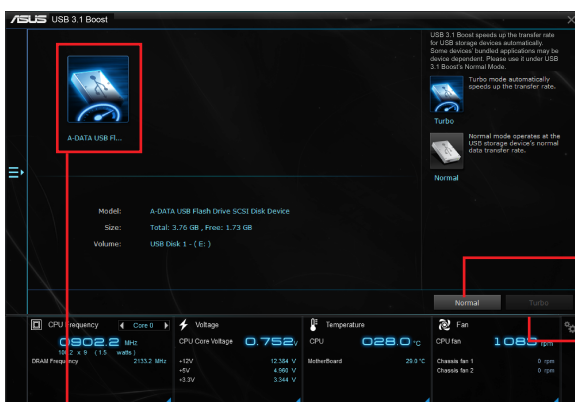 ASUS USB 3.1 Boost
USB 3.1 Boost speeds up the transfer rate
for USB storage devices automatically.
Some devices' bundled applications may be
device dependent. Please use it under USB
3.1 Boost's Normal Mode.
Turbo mode automatically
speeds up the transfer rate.
Turbo
A-DATA USB Fl...
Normal mode operates at the
USB storage device's normal
data transfer rate.
Normal
Model: A-DATA USB Flash Drive SCSI Disk Device
Size: Total: 3.76 GB , Free: 1.73 GB
Volume: USB Disk 1 - ( E: )
Normal Turbo
CPU Frequency Core 0
0902.2 MHz
x 9 (1.5 watts)
DRAM Frequency 2133.2 MHz
Voltage
CPU Core Voltage 0.752v
+12V 12.384 V
+5V 4.960 V
+3.3V 3.344 V
Temperature
CPU 028.0 °C
MotherBoard 29.0 °C
Fan
CPU fan 1085 rpm
Chassis fan 1 0 rpm
Chassis fan 2 0 rpm